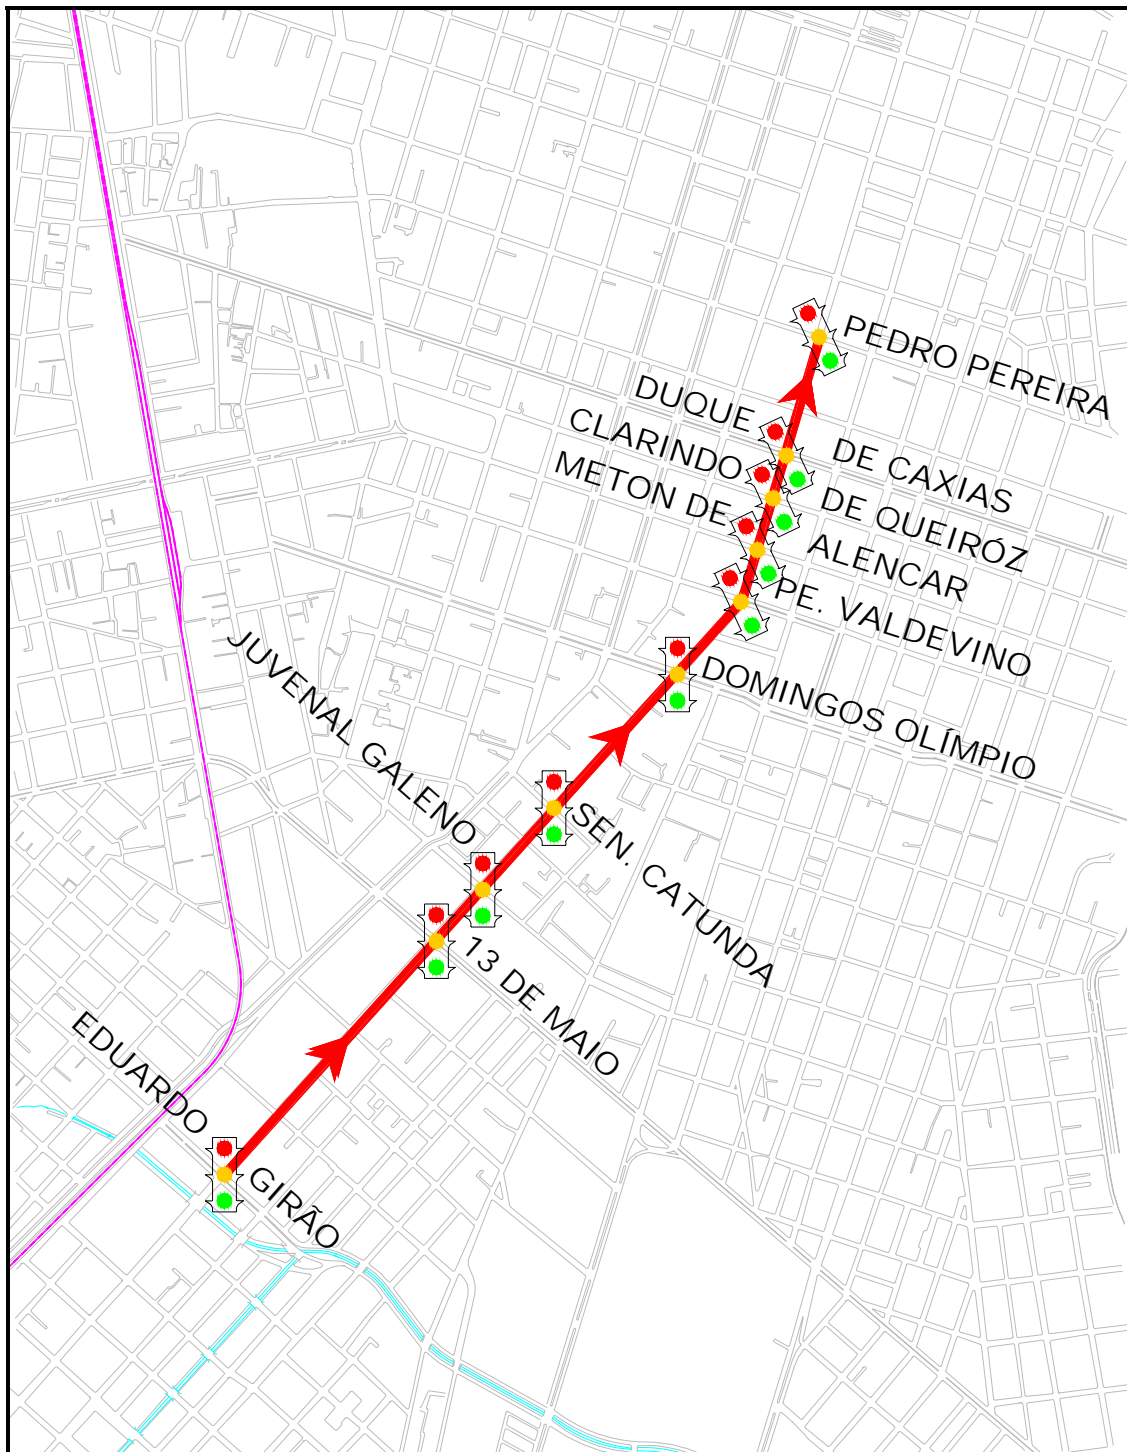 PEDRO PEREIRA
DUQUE DE CAXIAS
CLARINDO DE QUEIRÓZ
METON DE ALENCAR
PE. VALDEVINO
DOMINGOS OLÍMPIO
JUVENAL GALENO
SEN. CATUNDA
13 DE MAIO
EDUARDO GIRÃO